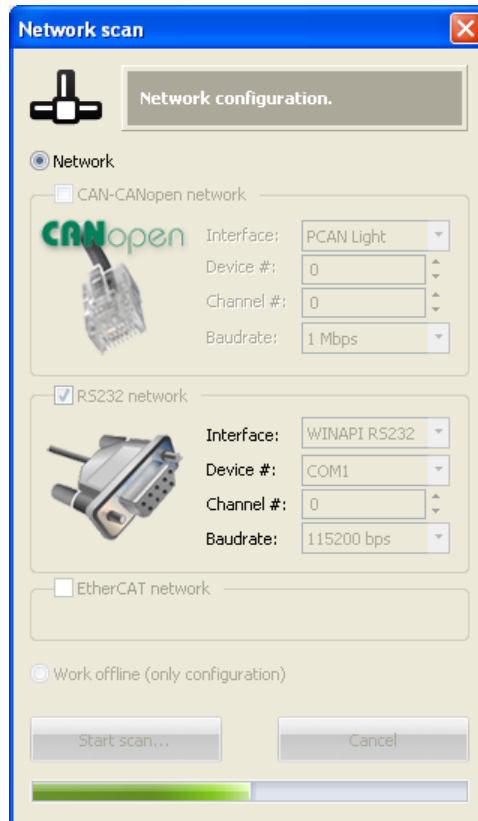 Network scan
Network configuration.
Network
CAN-CANopen network
CANopen
Interface: PCAN Light
Device #: 0
Channel #: 0
Baudrate: 1 Mbps
RS232 network
Interface: WINAPI RS232
Device #: COM1
Channel #: 0
Baudrate: 115200 bps
EtherCAT network
Work offline (only configuration)
Start scan... Cancel